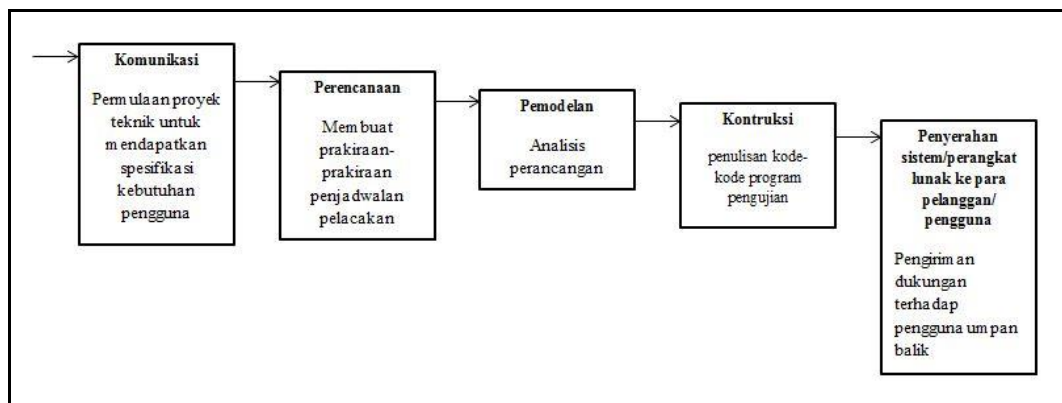 Komunikasi
Permulaan proyek
teknik untuk
mendapatkan
spesifikasi
kebutuhan
pengguna
Perencanaan
Membuat
prakiraan-
prakiraan
penjadwalan
pelacakan
Pemodelan
Analisis
perancangan
Kontruksi
penulisan kode-
kode program
pengujian
Penyerahan
sistem/perangkat
lunak ke para
pelanggan/
pengguna
Pengiriman
dukungan
terhadap
pengguna umpan
balik